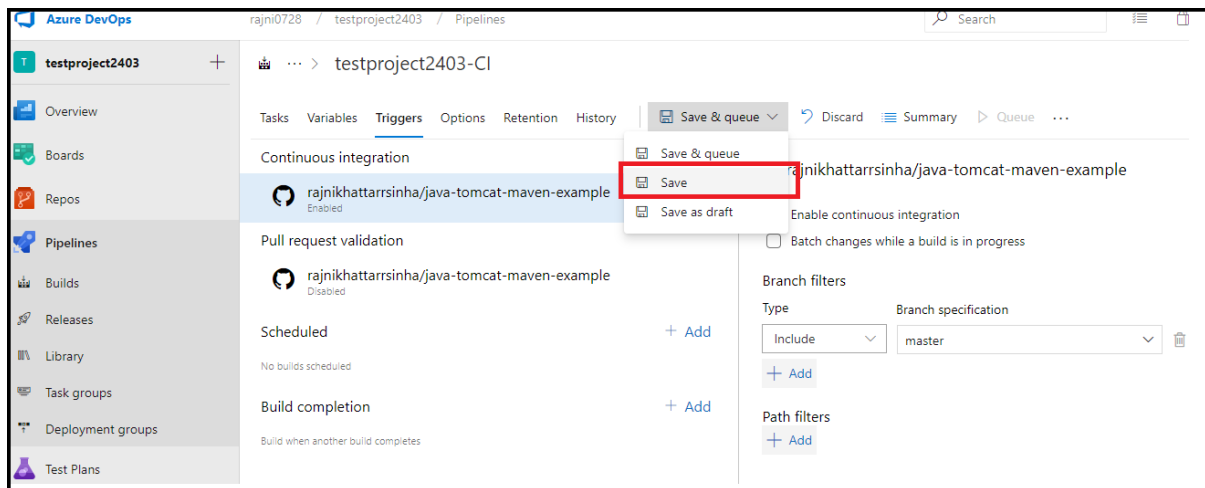 Azure DevOps
rajni0728 / testproject2403 / Pipelines
Search
T testproject2403
testproject2403-CI
Overview
Boards
Repos
Pipelines
Builds
Releases
Library
Task groups
Deployment groups
Test Plans
Tasks Variables Triggers Options Retention History
Save & queue
Discard Summary Queue ...
Save & queue
Save
Save as draft
Continuous integration
rajnikhattarrsinha/java-tomcat-maven-example
Enabled
Pull request validation
rajnikhattarrsinha/java-tomcat-maven-example
Disabled
Scheduled
+ Add
No builds scheduled
Build completion
+ Add
Build when another build completes
rajnikhattarrsinha/java-tomcat-maven-example
Enable continuous integration
Batch changes while a build is in progress
Branch filters
Type Branch specification
Include master
+ Add
Path filters
+ Add